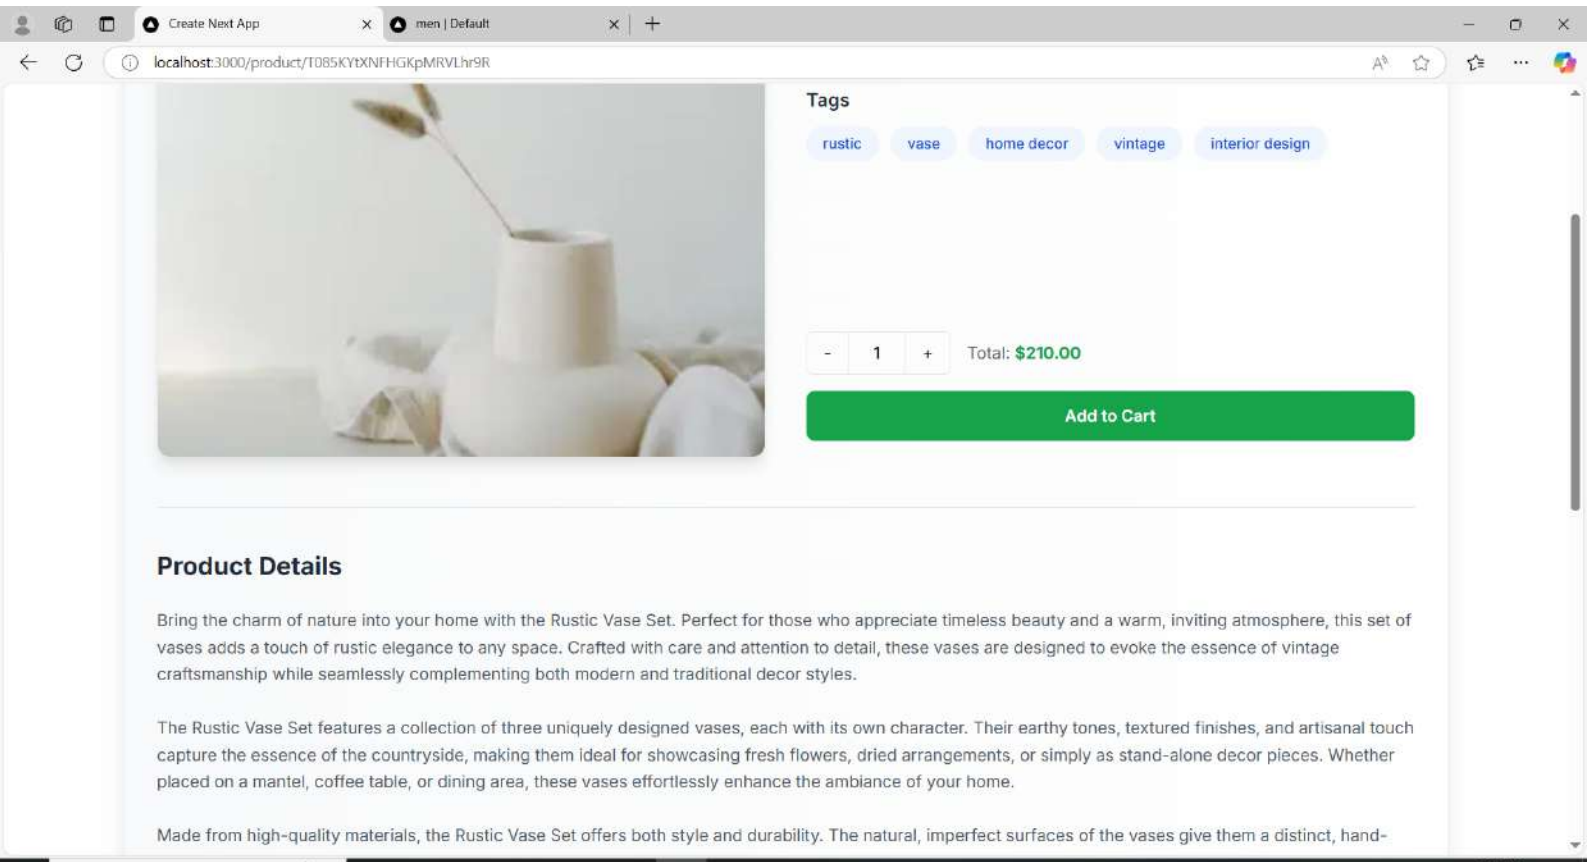 Create Next App
men | Default
localhost:3000/product/T085KYtXNFHGKpMRVLhr9R
Tags
rustic
vase
home decor
vintage
interior design
- 1 + Total: $210.00
Add to Cart
Product Details
Bring the charm of nature into your home with the Rustic Vase Set. Perfect for those who appreciate timeless beauty and a warm, inviting atmosphere, this set of
vases adds a touch of rustic elegance to any space. Crafted with care and attention to detail, these vases are designed to evoke the essence of vintage
craftsmanship while seamlessly complementing both modern and traditional decor styles.
The Rustic Vase Set features a collection of three uniquely designed vases, each with its own character. Their earthy tones, textured finishes, and artisanal touch
capture the essence of the countryside, making them ideal for showcasing fresh flowers, dried arrangements, or simply as stand-alone decor pieces. Whether
placed on a mantel, coffee table, or dining area, these vases effortlessly enhance the ambiance of your home.
Made from high-quality materials, the Rustic Vase Set offers both style and durability. The natural, imperfect surfaces of the vases give them a distinct, hand-